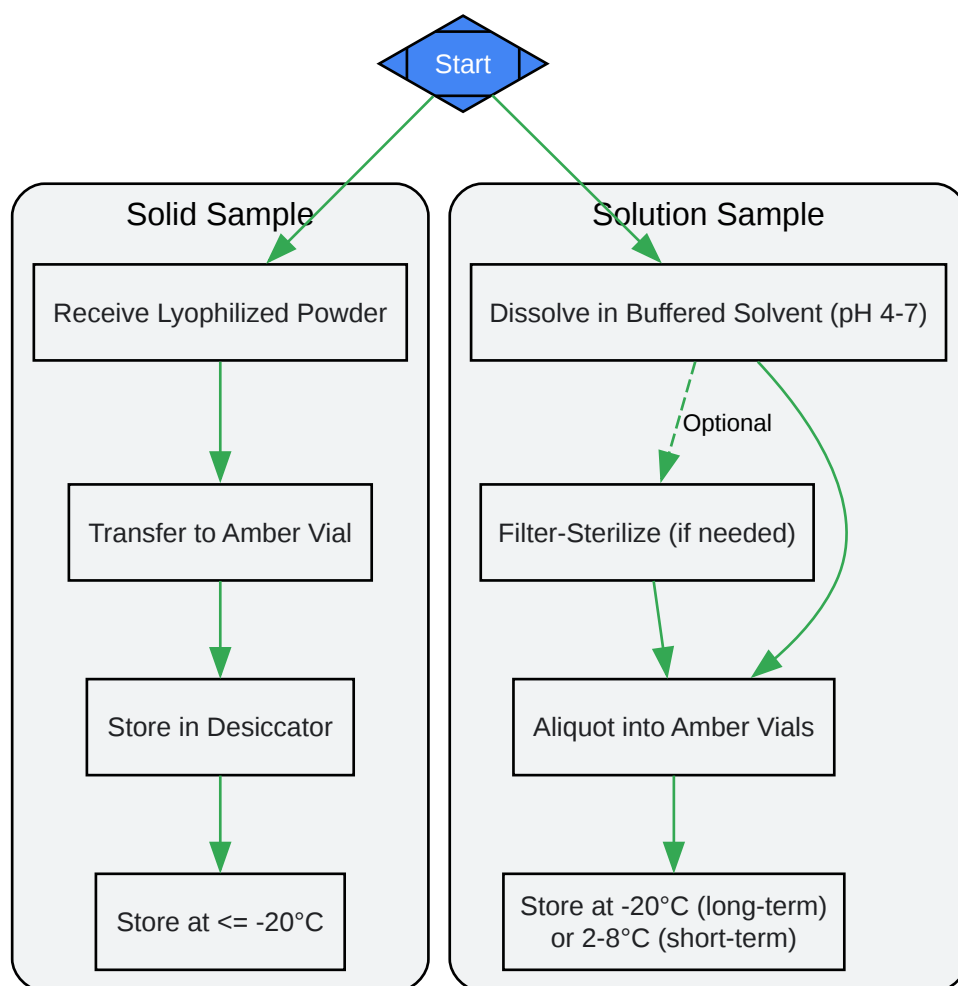 Start
Solid Sample
Receive Lyophilized Powder
Transfer to Amber Vial
Store in Desiccator
Store at <= -20°C
Solution Sample
Dissolve in Buffered Solvent (pH 4-7)
Optional
Filter-Sterilize (if needed)
Aliquot into Amber Vials
Store at -20°C (long-term)
or 2-8°C (short-term)